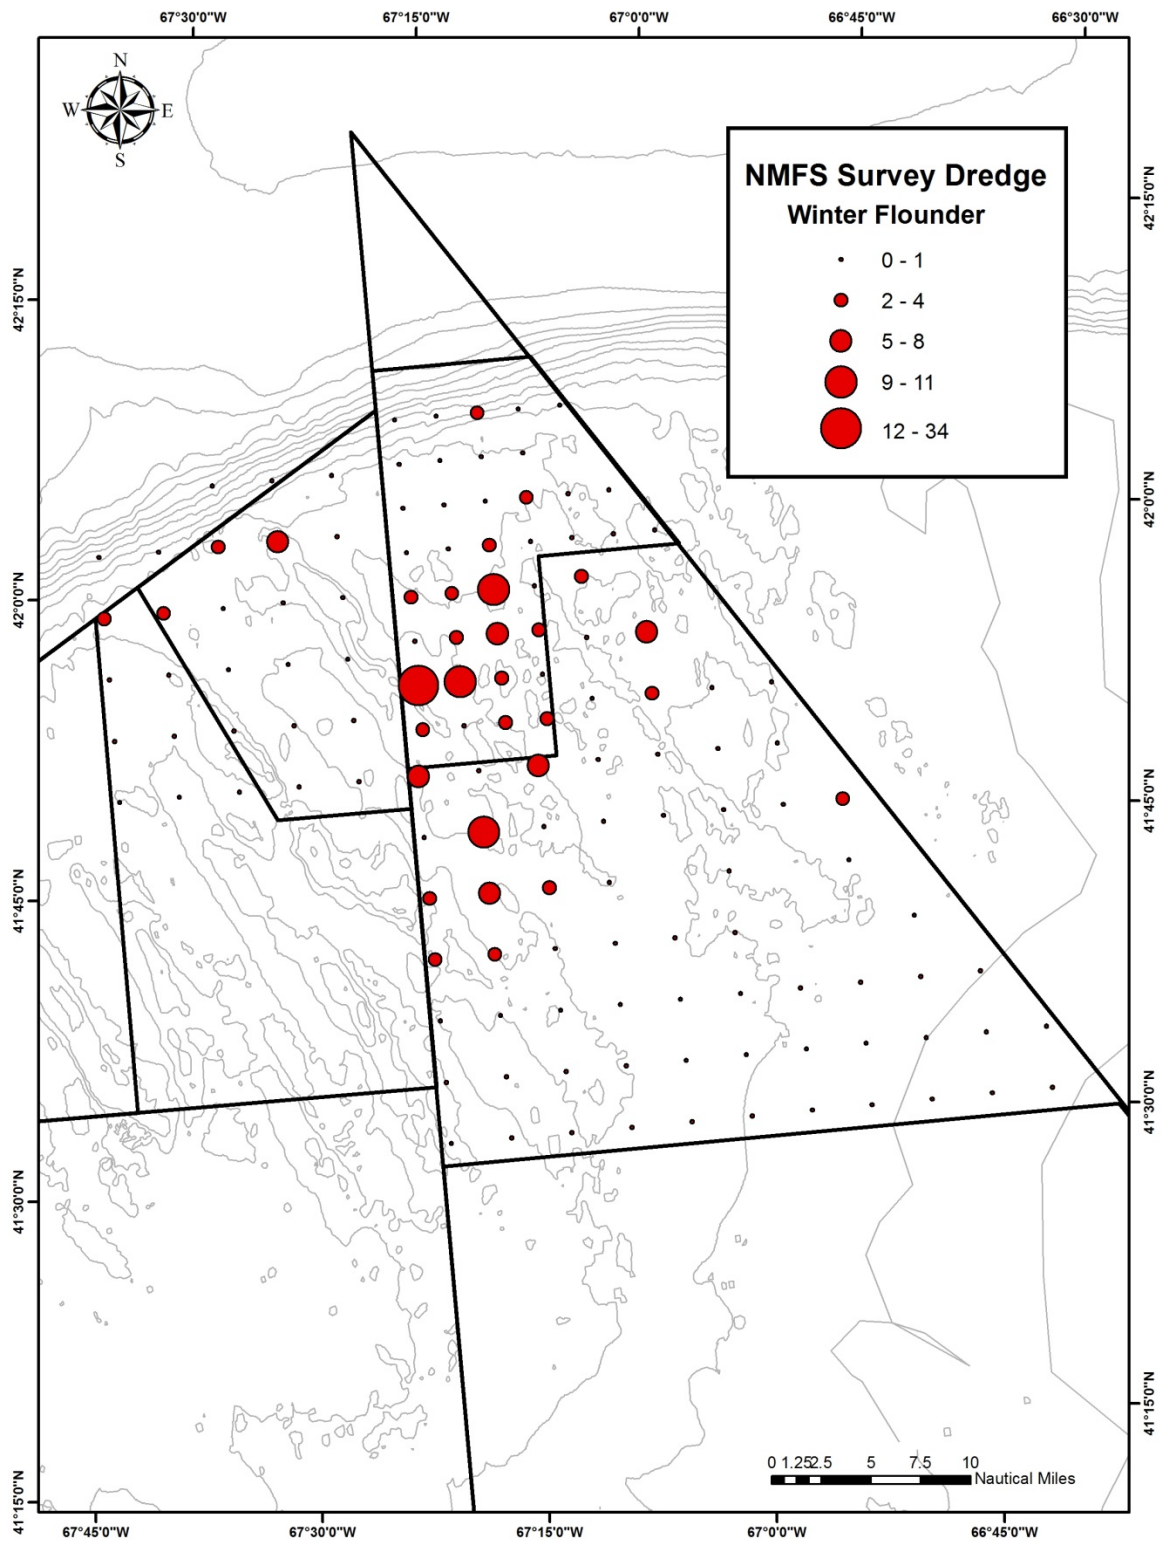 67°30'0"W 67°15'0"W 67°0'0"W 66°45'0"W 66°30'0"W
N
W E
S
NMFS Survey Dredge
Winter Flounder
0 - 1
2 - 4
5 - 8
9 - 11
12 - 34
42°15'0"N
42°15'0"N
42°0'0"N
42°0'0"N
41°45'0"N
41°45'0"N
41°30'0"N
41°30'0"N
41°15'0"N
41°15'0"N
0 1.252.5 5 7.5 10
Nautical Miles
67°45'0"W 67°30'0"W 67°15'0"W 67°0'0"W 66°45'0"W